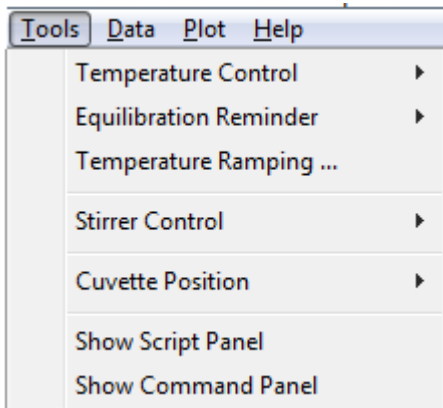 Tools Data Plot Help
Temperature Control
Equilibration Reminder
Temperature Ramping ...
Stirrer Control
Cuvette Position
Show Script Panel
Show Command Panel